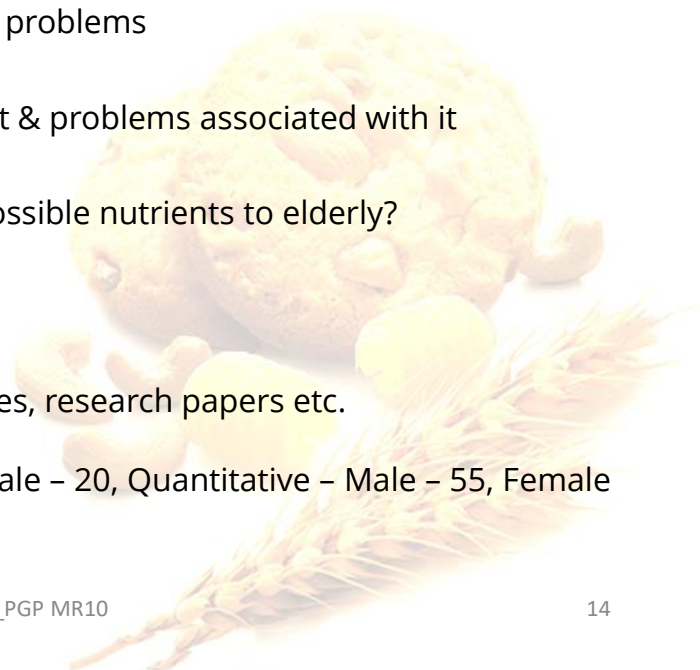 problems
t & problems associated with it
ossible nutrients to elderly?
es, research papers etc.
ale – 20, Quantitative – Male – 55, Female
_PGP MR10
14